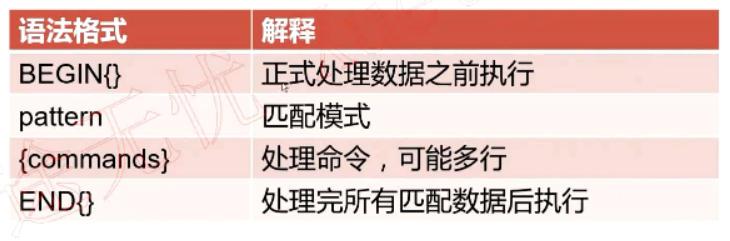 语法格式 解释
BEGIN{} 正式处理数据之前执行
pattern 匹配模式
{commands} 处理命令，可能多行
END{} 处理完所有匹配数据后执行